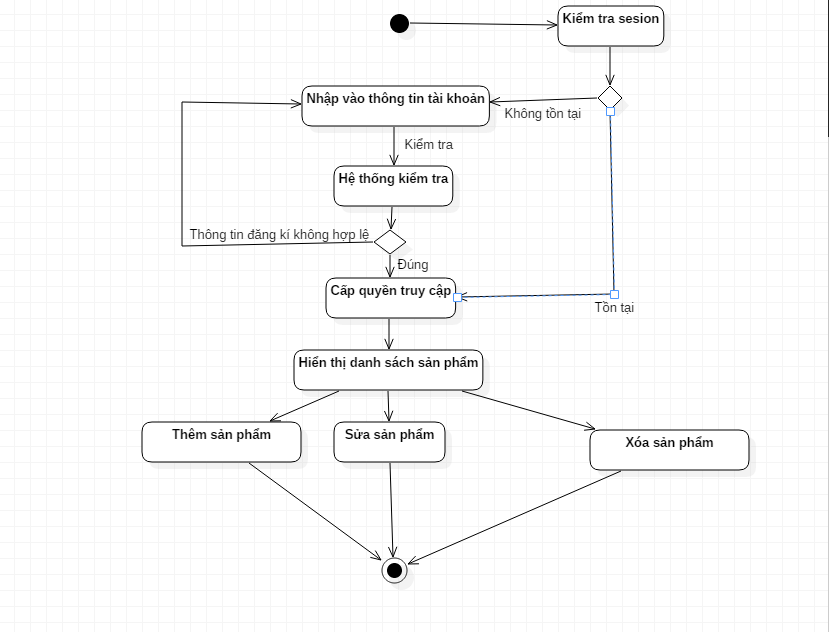 Kiểm tra sesion
Nhập vào thông tin tài khoản
Không tồn tại
Kiểm tra
Hệ thống kiểm tra
Thông tin đăng kí không hợp lệ
Đúng
Cấp quyền truy cập
Tồn tại
Hiển thị danh sách sản phẩm
Thêm sản phẩm
Sửa sản phẩm
Xóa sản phẩm